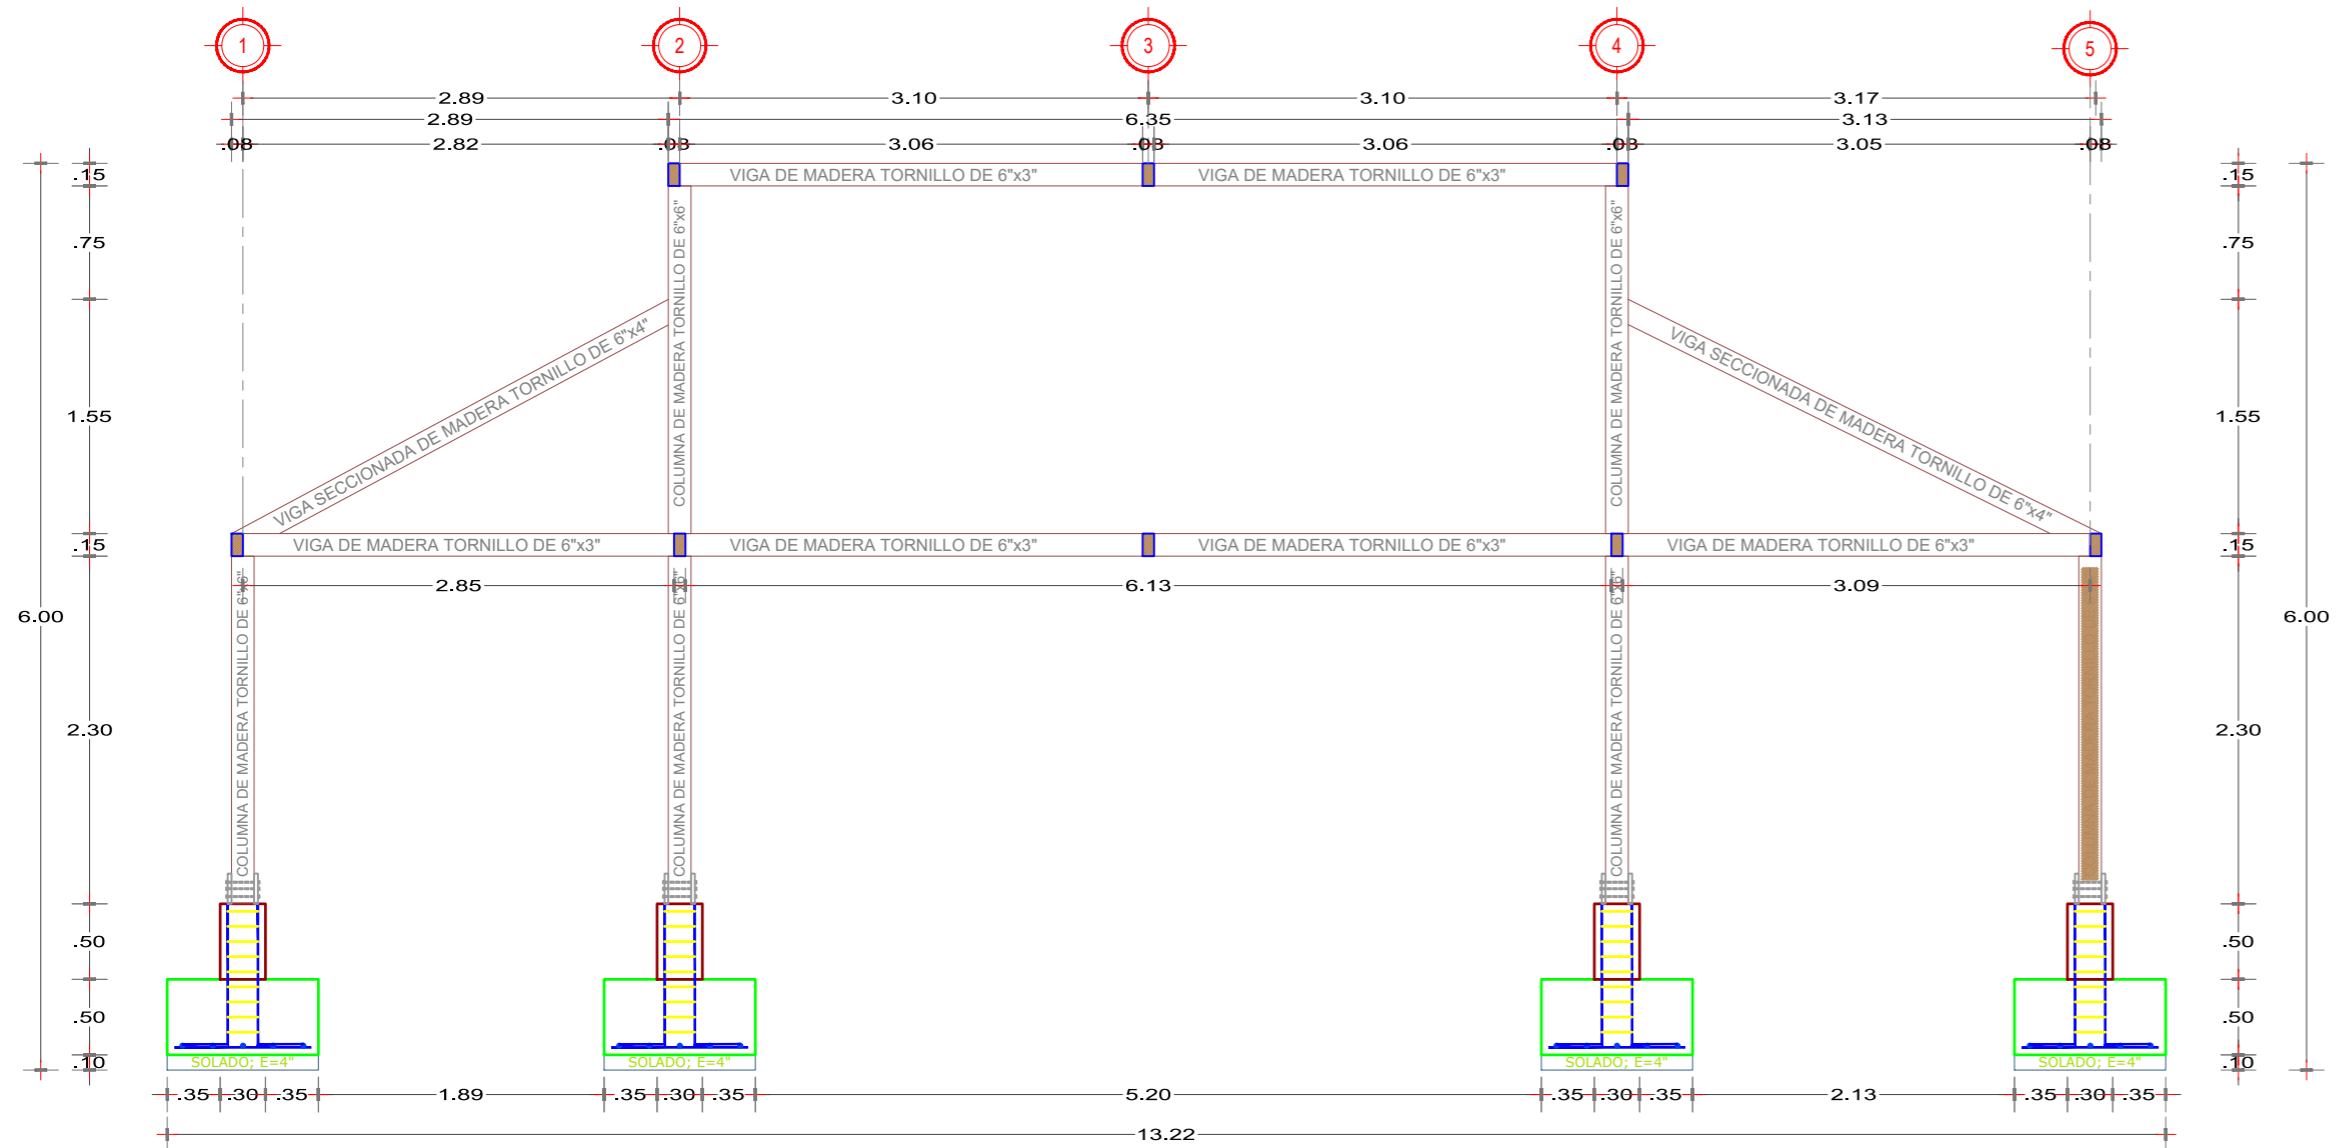 1 2 3 4 5
2.89 3.10 3.10 3.17
2.89 6.35 3.13
.08 2.82 .08 3.06 .08 3.06 .08 3.05 .08
.15 VIGA DE MADERA TORNILLO DE 6"x3" VIGA DE MADERA TORNILLO DE 6"x3" .15
.75 .75
COLUMNA DE MADERA TORNILLO DE 6"x6"
COLUMNA DE MADERA TORNILLO DE 6"x6"
VIGA SECCIONADA DE MADERA TORNILLO DE 6"x4"
VIGA SECCIONADA DE MADERA TORNILLO DE 6"x4"
1.55 1.55
.15 VIGA DE MADERA TORNILLO DE 6"x3" VIGA DE MADERA TORNILLO DE 6"x3" VIGA DE MADERA TORNILLO DE 6"x3" VIGA DE MADERA TORNILLO DE 6"x3" .15
2.85 6.13 3.09
6.00 6.00
COLUMNA DE MADERA TORNILLO DE 6"x6"
COLUMNA DE MADERA TORNILLO DE 6"x6"
COLUMNA DE MADERA TORNILLO DE 6"x6"
2.30 2.30
.50 .50
.50 .50
.10 SOLADO; E=4" SOLADO; E=4" SOLADO; E=4" SOLADO; E=4" .10
.35 .30 .35 1.89 .35 .30 .35 5.20 .35 .30 .35 2.13 .35 .30 .35
13.22